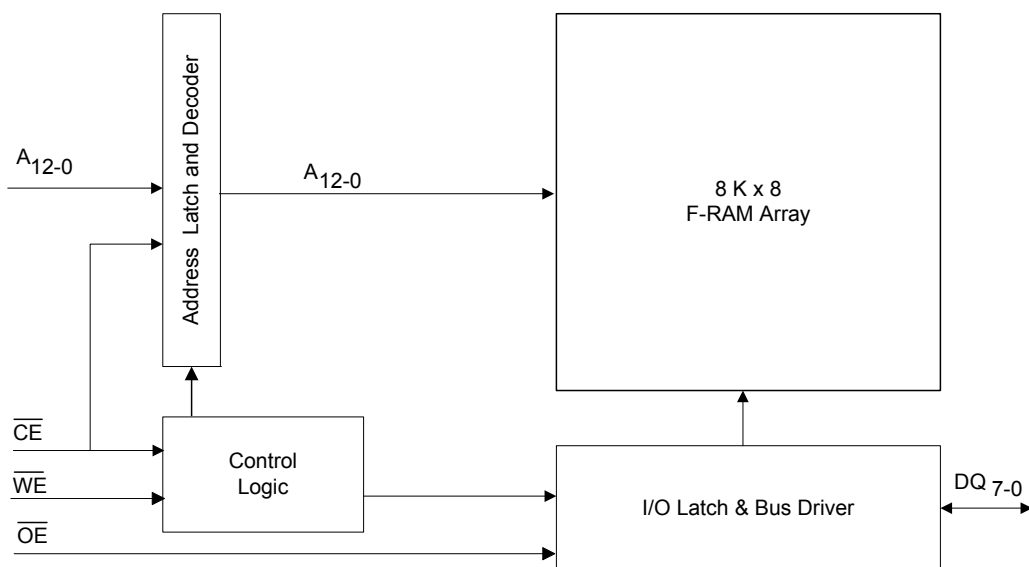 Address Latch and Decoder
A12-0
A12-0
8 K x 8
F-RAM Array
CE
WE
OE
Control
Logic
I/O Latch & Bus Driver
DQ 7-0